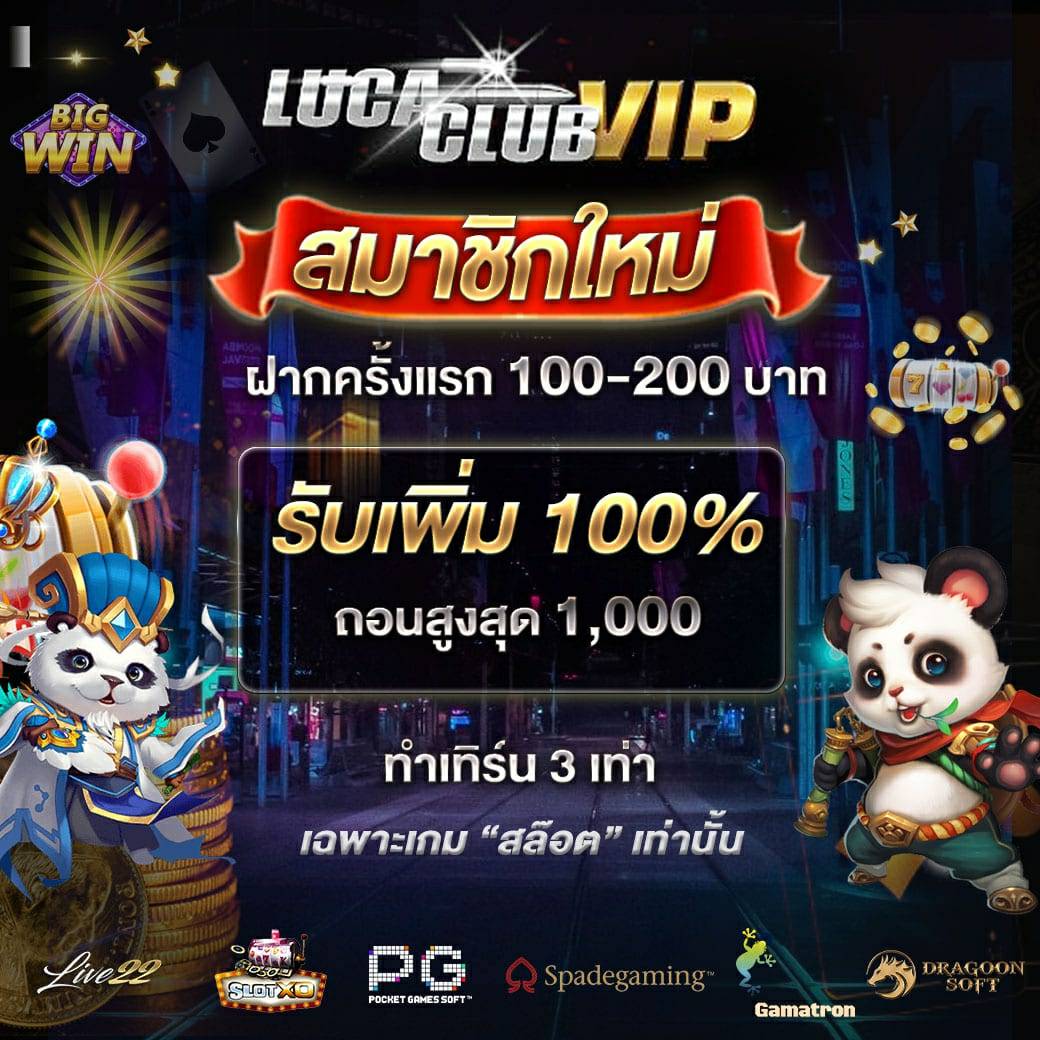 BIG
WIN
LUCA
CLUB VIP
สมาชิกใหม่
ฝากครั้งแรก 100-200 บาท
รับเพิ่ม 100%
ถอนสูงสุด 1,000
ทำเทิร์น 3 เท่า
เฉพาะเกม “สล๊อต” เท่านั้น
Live22
SLOTXO
PG
POCKET GAMES SOFT™
Spadegaming™
Gamatron
DRAGOON
SOFT